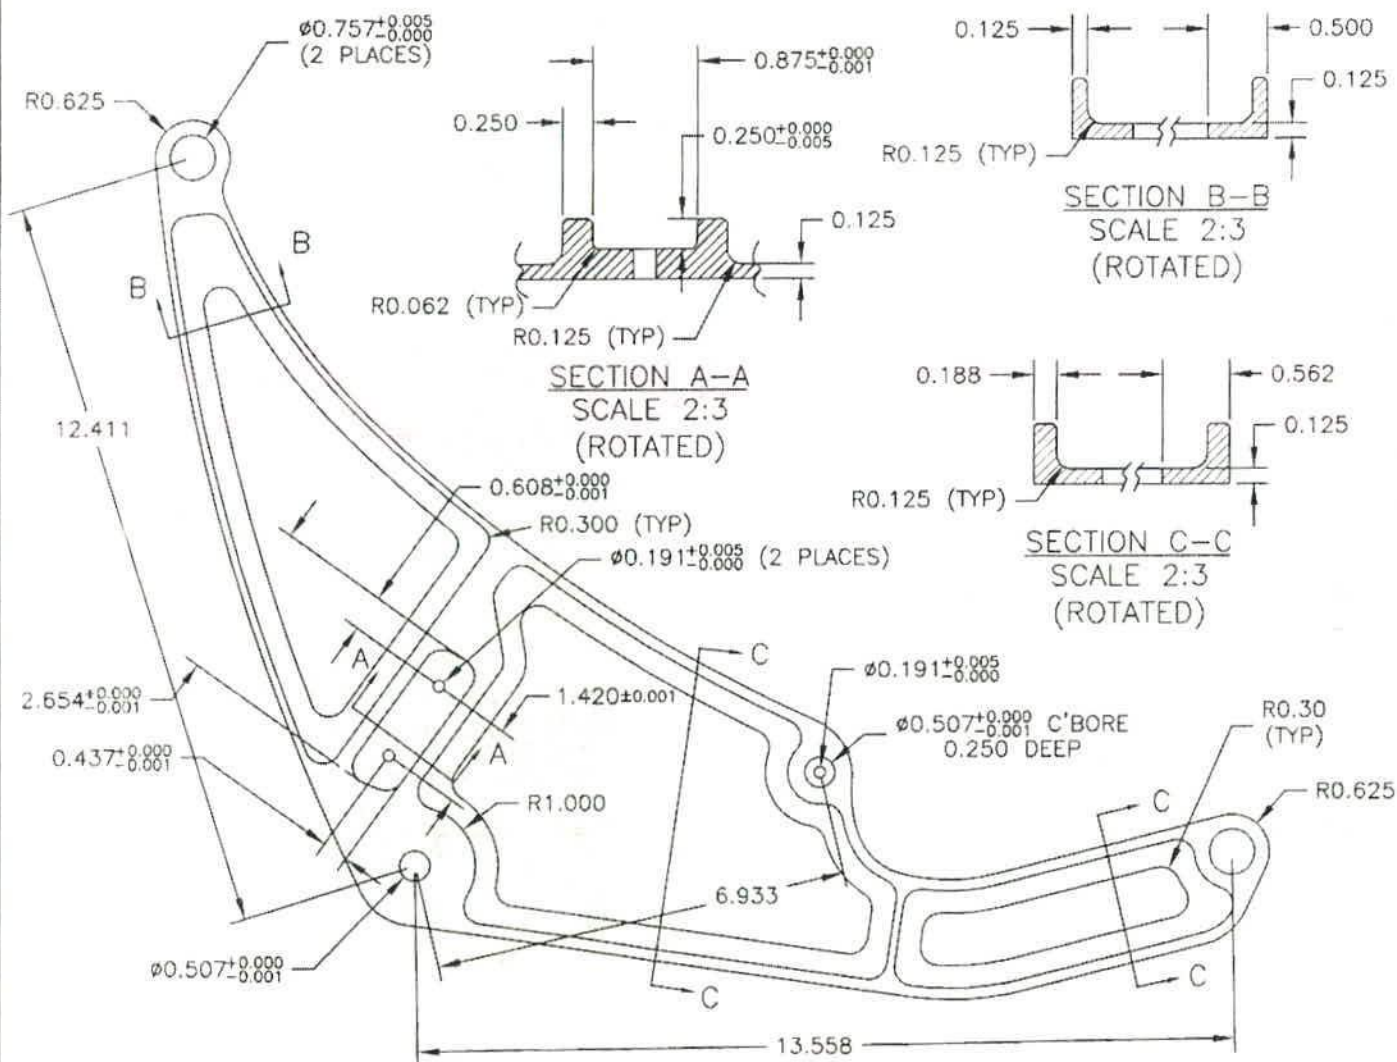 ø0.757+0.005 -0.000
(2 PLACES)
R0.625
0.875+0.000 -0.001
0.250
0.250+0.000 -0.005
0.125
R0.062 (TYP)
R0.125 (TYP)
SECTION A-A
SCALE 2:3
(ROTATED)
0.125
0.500
0.125
R0.125 (TYP)
SECTION B-B
SCALE 2:3
(ROTATED)
B
B
12.411
0.188
0.562
0.125
R0.125 (TYP)
SECTION C-C
SCALE 2:3
(ROTATED)
0.608+0.000 -0.001
R0.300 (TYP)
ø0.191+0.005 -0.000 (2 PLACES)
A
C
ø0.191+0.005 -0.000
2.654+0.000 -0.001
1.420±0.001
ø0.507+0.000 -0.001 C'BORE
0.250 DEEP
R0.30
(TYP)
0.437+0.000 -0.001
A
R1.000
C
R0.625
6.933
ø0.507+0.000 -0.001
C
C
13.558